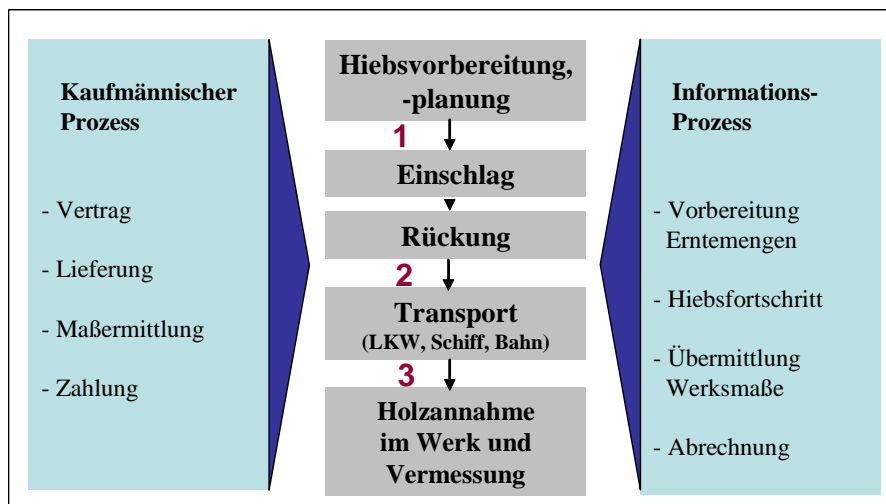 Kaufmännischer
Prozess
- Vertrag
- Lieferung
- Maßermittlung
- Zahlung
Hiebsvorbereitung,
-planung
1
Einschlag
Rückung
2
Transport
(LKW, Schiff, Bahn)
3
Holzannahme
im Werk und
Vermessung
Informations-
Prozess
- Vorbereitung
Erntemengen
- Hiebsfortschritt
- Übermittlung
Werksmaße
- Abrechnung